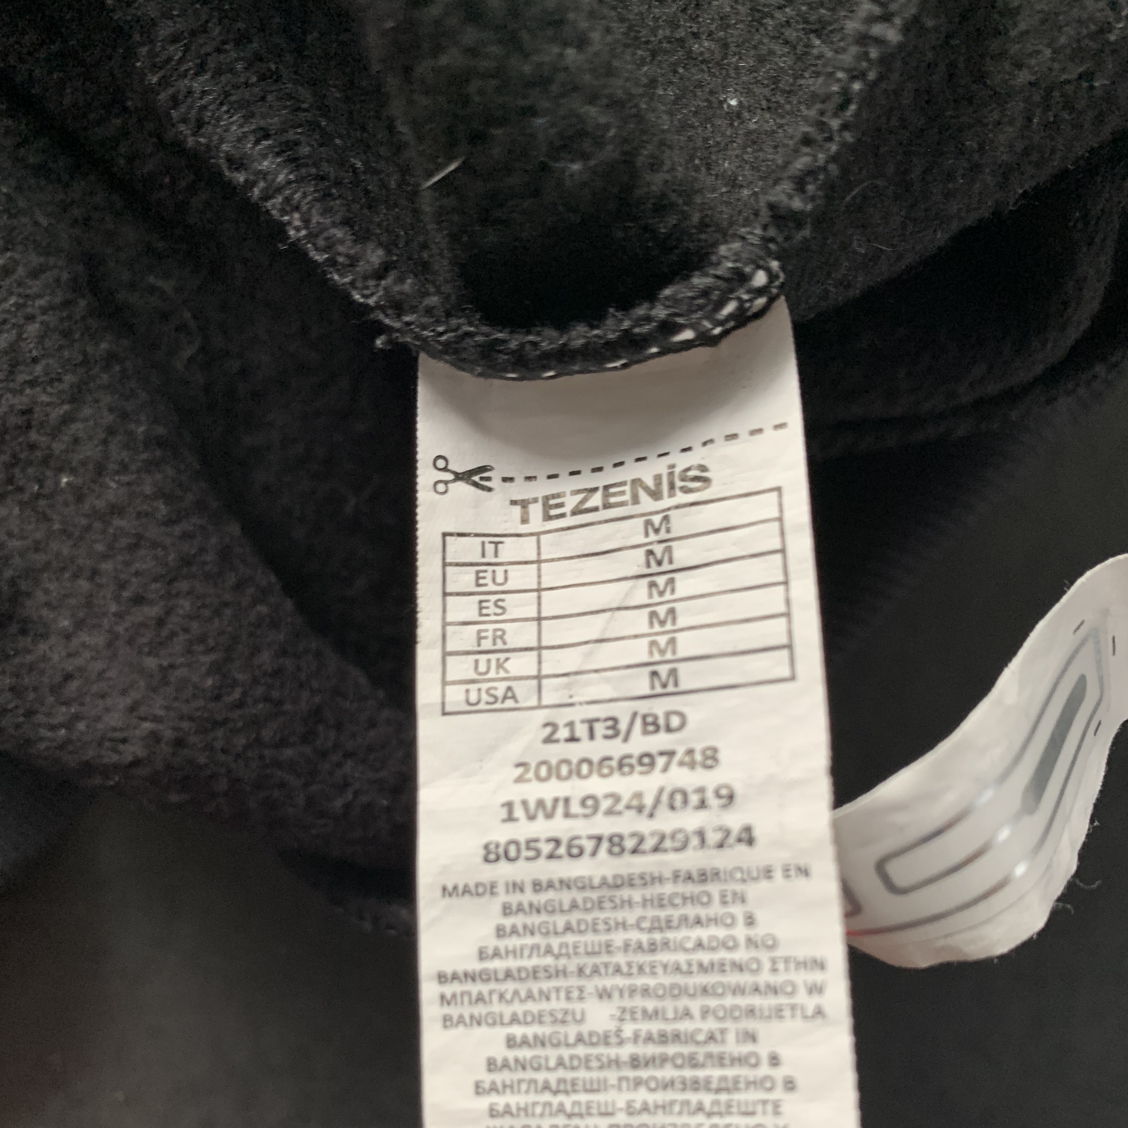 TEZENiS
IT M
EU M
ES M
FR M
UK M
USA M
21T3/BD
2000669748
1WL924/019
8052678229124
MADE IN BANGLADESH-FABRIQUE EN
BANGLADESH-HECHO EN
BANGLADESH-СДЕЛАНО В
БАНГЛАДЕШЕ-FABRICADO NO
BANGLADESH-ΚΑΤΑΣΚΕΥΑΣΜΕΝΟ ΣΤΗΝ
ΜΠΑΓΚΛΑΝΤΕΣ-WYPRODUKOWANO W
BANGLADESZU -ZEMLJA PODRIJETLA
BANGLADEŠ-FABRICAT IN
BANGLADESH-ВИРОБЛЕНО В
БАНГЛАДЕШІ-ПРОИЗВЕДЕНО В
БАНГЛАДЕШ-БАНГЛАДЕШТЕ